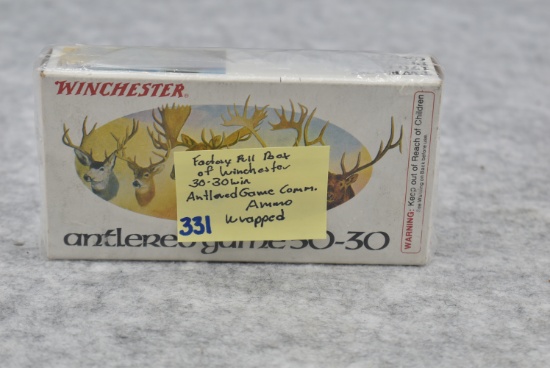 WINCHESTER
Factory Full Box
of Winchester
30-30 Win
Antlered Game Comm.
Ammo
Wrapped
331
antlered game 30-30
WARNING: Keep out of Reach of Children